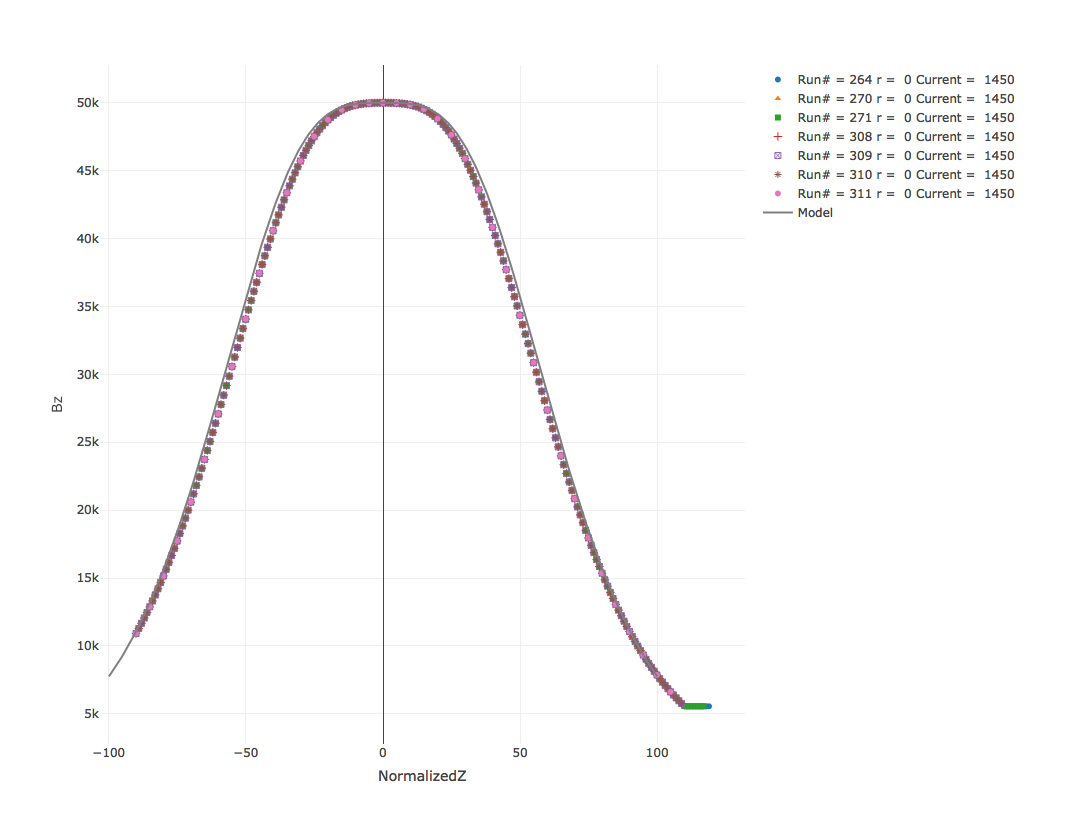 50k
45k
40k
35k
30k
25k
20k
15k
10k
5k
Bz
−100
−50
0
50
100
NormalizedZ
Run# = 264 r = 0 Current = 1450
Run# = 270 r = 0 Current = 1450
Run# = 271 r = 0 Current = 1450
Run# = 308 r = 0 Current = 1450
Run# = 309 r = 0 Current = 1450
Run# = 310 r = 0 Current = 1450
Run# = 311 r = 0 Current = 1450
Model